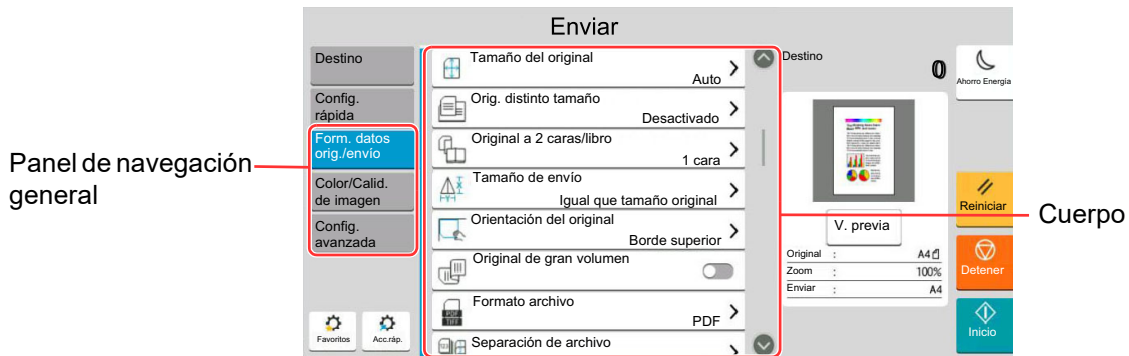 Enviar
Destino
Config.
rápida
Form. datos
orig./envío
Color/Calid.
de imagen
Config.
avanzada
Favoritos
Acc.ráp.
Panel de navegación
general
Tamaño del original
Auto
Orig. distinto tamaño
Desactivado
Original a 2 caras/libro
1 cara
Tamaño de envío
Igual que tamaño original
Orientación del original
Borde superior
Original de gran volumen
Formato archivo
PDF
TIFF
PDF
Separación de archivo
Destino
0
V. previa
Original : A4
Zoom : 100%
Enviar : A4
Ahorro Energía
Reiniciar
Detener
Inicio
Cuerpo